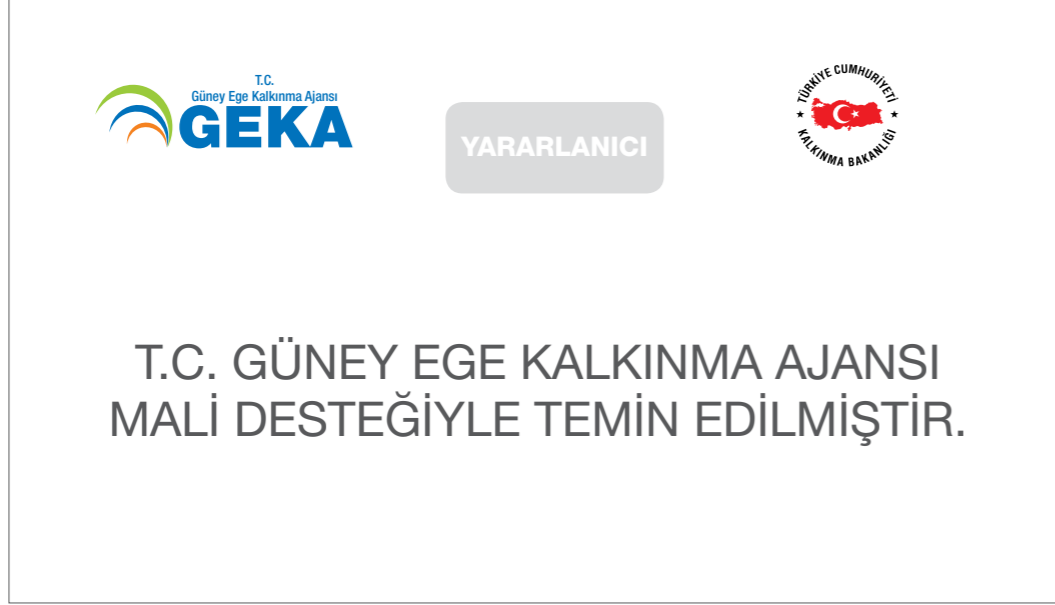 T.C.
Güney Ege Kalkınma Ajansı
GEKA
YARARLANICI
TÜRKİYE CUMHURİYETİ
KALKINMA BAKANLIĞI
T.C. GÜNEY EGE KALKINMA AJANSI
MALİ DESTEĞİYLE TEMİN EDİLMİŞTİR.